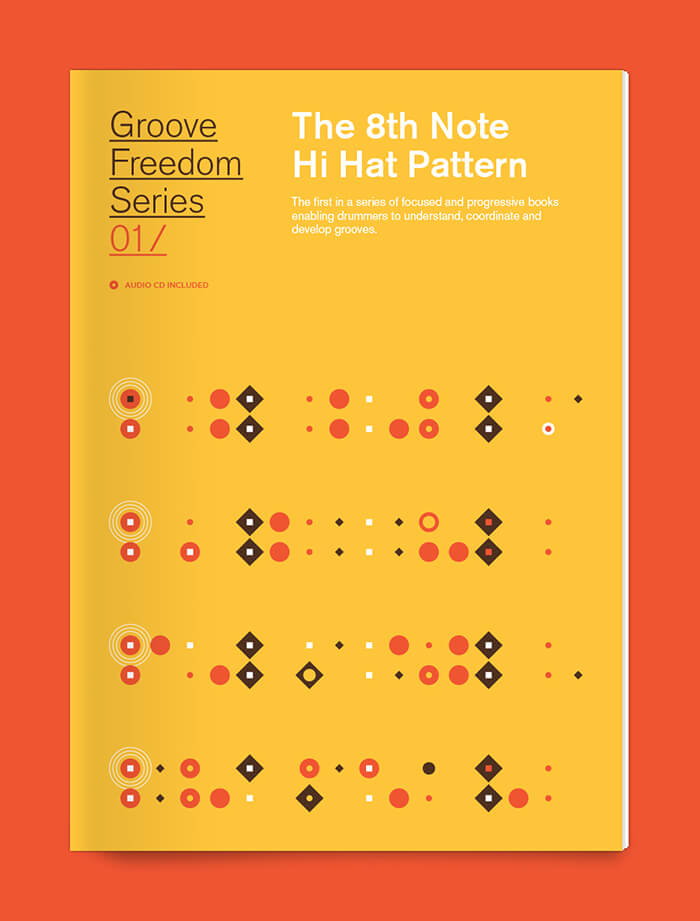 Groove
Freedom
Series
01/
AUDIO CD INCLUDED
The 8th Note
Hi Hat Pattern
The first in a series of focused and progressive books
enabling drummers to understand, coordinate and
develop grooves.